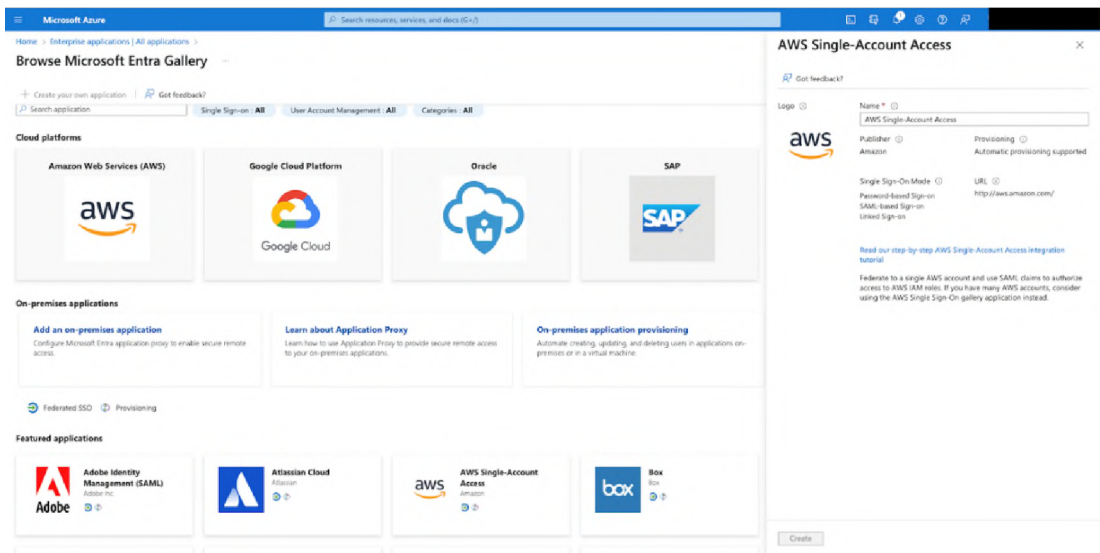 Microsoft Azure
Search resources, services, and docs (G+/)
1
Home > Enterprise applications | All applications >
Browse Microsoft Entra Gallery ...
+ Create your own application | Got feedback?
Search application
Single Sign-on : All
User Account Management : All
Categories : All
Cloud platforms
Amazon Web Services (AWS)
aws
Google Cloud Platform
Google Cloud
Oracle
SAP
SAP
On-premises applications
Add an on-premises application
Configure Microsoft Entra application proxy to enable secure remote
access.
Learn about Application Proxy
Learn how to use Application Proxy to provide secure remote access
to your on-premises applications.
On-premises application provisioning
Automate creating, updating, and deleting users in applications on-
premises or in a virtual machine.
Federated SSO
Provisioning
Featured applications
Adobe
Adobe Identity
Management (SAML)
Adobe Inc.
Atlassian Cloud
Atlassian
aws
AWS Single-Account
Access
Amazon
box
Box
Box
AWS Single-Account Access
Got feedback?
Logo
aws
Name *
AWS Single-Account Access
Publisher
Amazon
Provisioning
Automatic provisioning supported
Single Sign-On Mode
Password-based Sign-on
SAML-based Sign-on
Linked Sign-on
URL
http://aws.amazon.com/
Read our step-by-step AWS Single-Account Access integration
tutorial
Federate to a single AWS account and use SAML claims to authorize
access to AWS IAM roles. If you have many AWS accounts, consider
using the AWS Single Sign-On gallery application instead.
Create